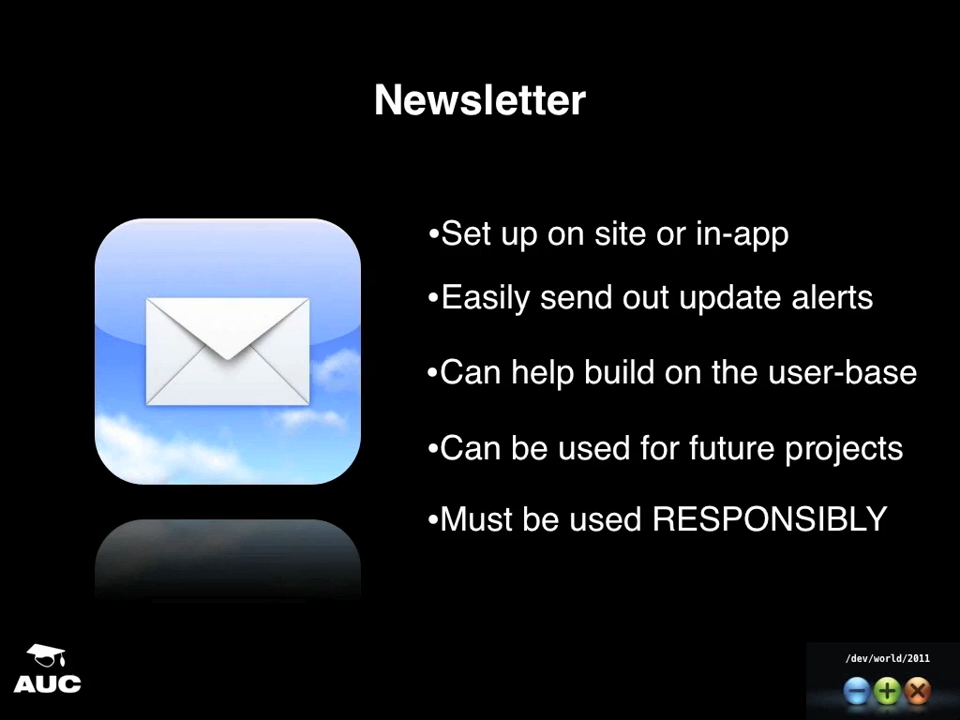 Newsletter
•Set up on site or in-app
•Easily send out update alerts
•Can help build on the user-base
•Can be used for future projects
•Must be used RESPONSIBLY
AUC
/dev/world/2011